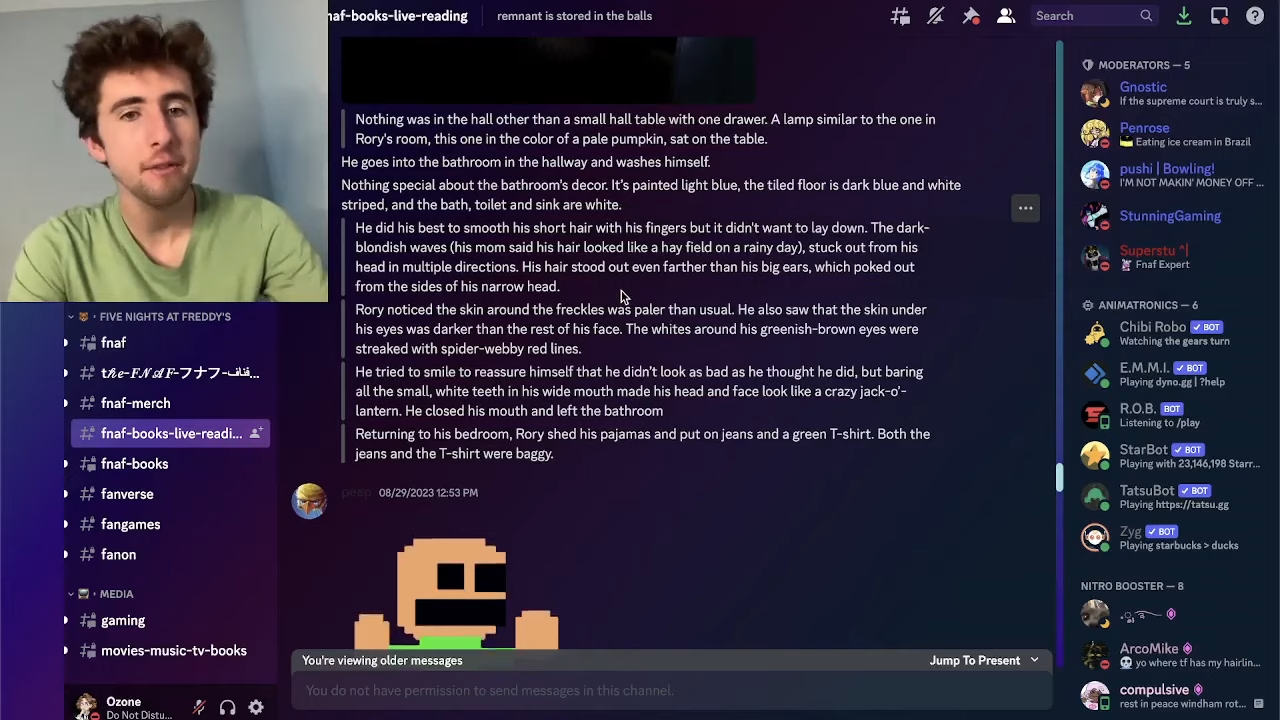 fnaf-books-live-reading
remnant is stored in the balls
Search
Nothing was in the hall other than a small hall table with one drawer. A lamp similar to the one in
Rory's room, this one in the color of a pale pumpkin, sat on the table.
He goes into the bathroom in the hallway and washes himself.
Nothing special about the bathroom's decor. It's painted light blue, the tiled floor is dark blue and white
striped, and the bath, toilet and sink are white.
He did his best to smooth his short hair with his fingers but it didn't want to lay down. The dark-
blondish waves (his mom said his hair looked like a hay field on a rainy day), stuck out from his
head in multiple directions. His hair stood out even farther than his big ears, which poked out
from the sides of his narrow head.
Rory noticed the skin around the freckles was paler than usual. He also saw that the skin under
his eyes was darker than the rest of his face. The whites around his greenish-brown eyes were
streaked with spider-webby red lines.
He tried to smile to reassure himself that he didn't look as bad as he thought he did, but baring
all the small, white teeth in his wide mouth made his head and face look like a crazy jack-o'-
lantern. He closed his mouth and left the bathroom
Returning to his bedroom, Rory shed his pajamas and put on jeans and a green T-shirt. Both the
jeans and the T-shirt were baggy.
peep 08/29/2023 12:53 PM
You're viewing older messages
Jump To Present
You do not have permission to send messages in this channel.
FIVE NIGHTS AT FREDDY'S
fnaf
fnaf-merch
fnaf-books-live-readi...
fnaf-books
fanverse
fangames
fanon
MEDIA
gaming
movies-music-tv-books
Ozone
Do Not Distu...
MODERATORS — 5
Gnostic
If the supreme court is truly s...
Penrose
Eating ice cream in Brazil
pushi | Bowling!
I'M NOT MAKIN' MONEY OFF ...
StunningGaming
Superstu ^|
Fnaf Expert
ANIMATRONICS — 6
Chibi Robo BOT
Watching the gears turn
E.M.M.I. BOT
Playing dyno.gg | ?help
R.O.B. BOT
Listening to /play
StarBot BOT
Playing with 23,146,198 Starr...
TatsuBot BOT
Playing https://tatsu.gg
Zyg BOT
Playing starbucks > ducks
NITRO BOOSTER — 8
ArcoMike
yo where tf has my hairlin...
compulsive
rest in peace windham rot...